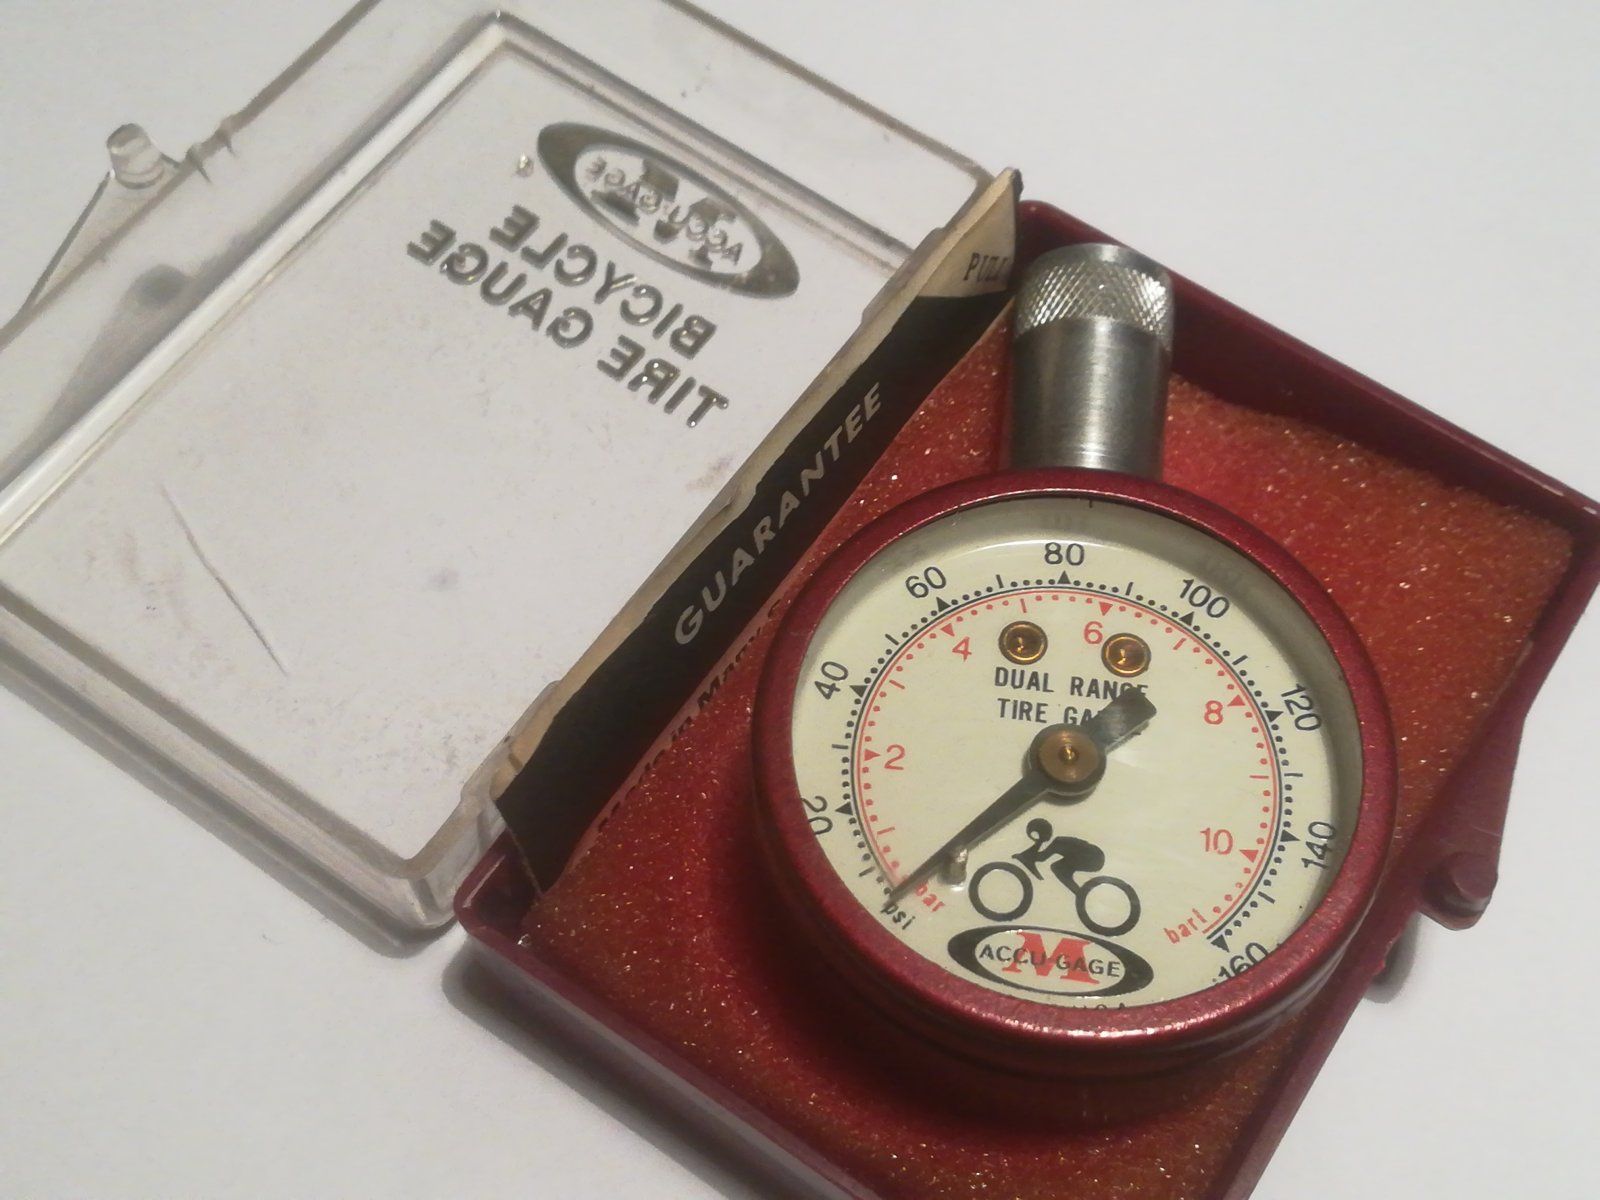 ACCU-GAGE
M
BICYCLE
TIRE GAUGE
GUARANTEE
80
60
100
40
120
20
140
160
4
6
8
2
10
DUAL RANGE
TIRE
bar
psi
bar
M
ACCU-GAGE